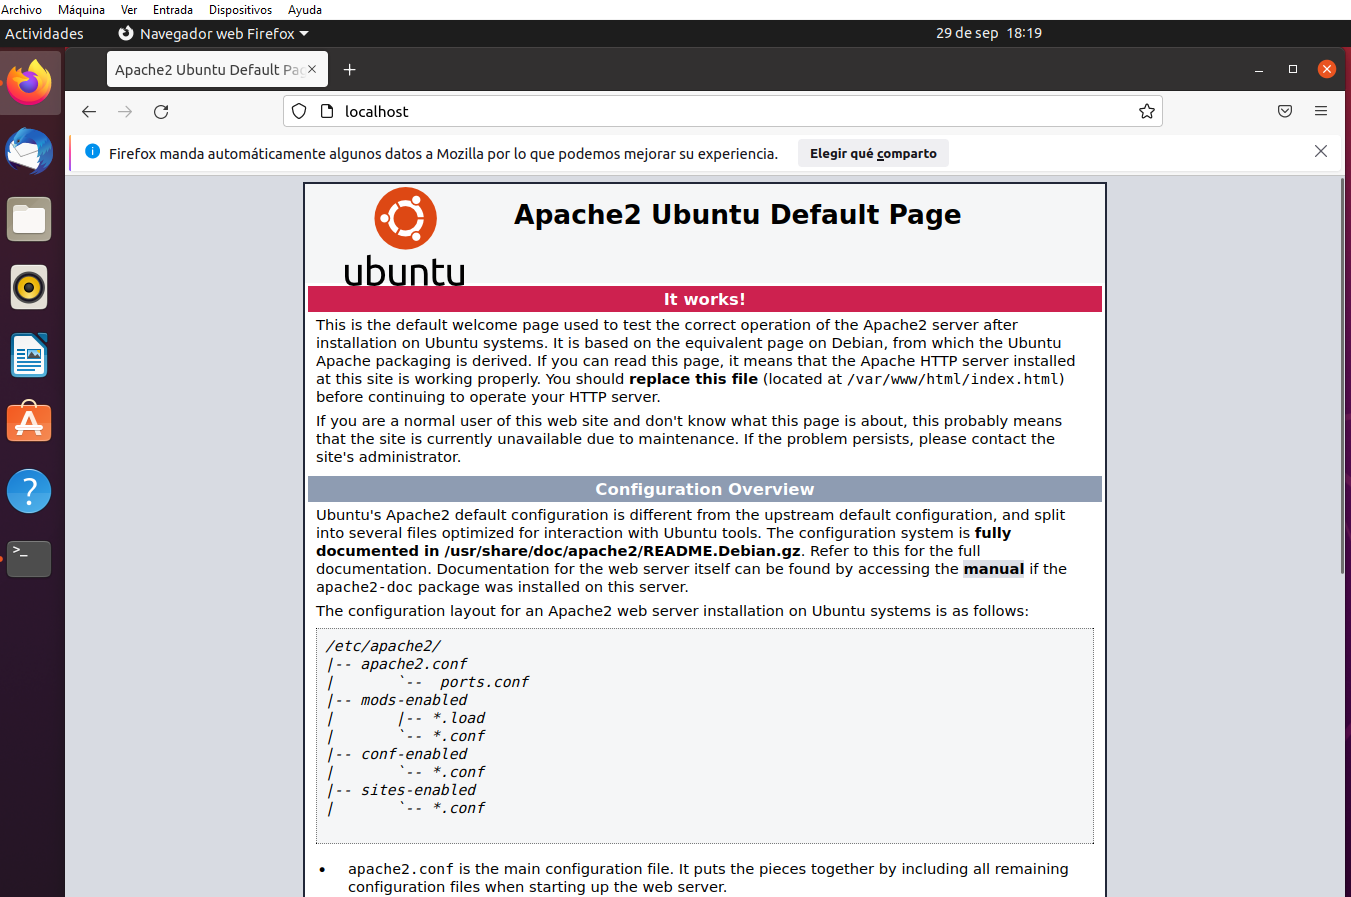 Archivo Máquina Ver Entrada Dispositivos Ayuda
Actividades Navegador web Firefox 29 de sep 18:19
Apache2 Ubuntu Default Pag
localhost
Firefox manda automáticamente algunos datos a Mozilla por lo que podemos mejorar su experiencia. Elegir qué comparto
ubuntu
Apache2 Ubuntu Default Page
It works!
This is the default welcome page used to test the correct operation of the Apache2 server after
installation on Ubuntu systems. It is based on the equivalent page on Debian, from which the Ubuntu
Apache packaging is derived. If you can read this page, it means that the Apache HTTP server installed
at this site is working properly. You should replace this file (located at /var/www/html/index.html)
before continuing to operate your HTTP server.
If you are a normal user of this web site and don't know what this page is about, this probably means
that the site is currently unavailable due to maintenance. If the problem persists, please contact the
site's administrator.
Configuration Overview
Ubuntu's Apache2 default configuration is different from the upstream default configuration, and split
into several files optimized for interaction with Ubuntu tools. The configuration system is fully
documented in /usr/share/doc/apache2/README.Debian.gz. Refer to this for the full
documentation. Documentation for the web server itself can be found by accessing the manual if the
apache2-doc package was installed on this server.
The configuration layout for an Apache2 web server installation on Ubuntu systems is as follows:
/etc/apache2/
|-- apache2.conf
|       `--  ports.conf
|-- mods-enabled
|       |-- *.load
|       `-- *.conf
|-- conf-enabled
|       `-- *.conf
|-- sites-enabled
|       `-- *.conf
• apache2.conf is the main configuration file. It puts the pieces together by including all remaining
configuration files when starting up the web server.